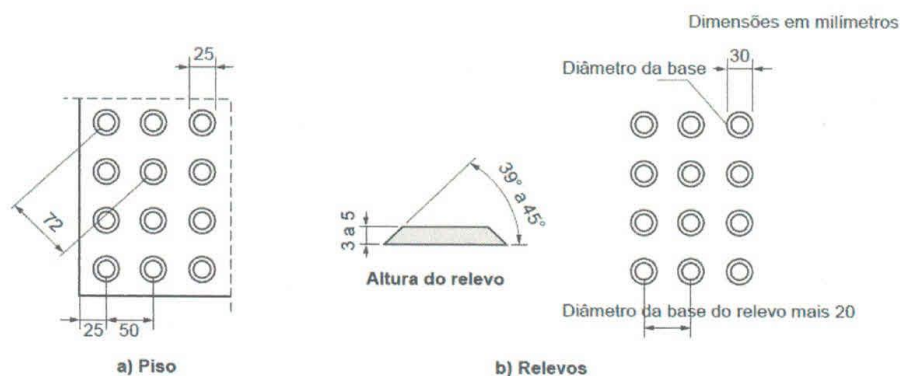 Dimensões em milímetros
25
30
Diâmetro da base
72
39° a 45°
3 a 5
Altura do relevo
25
50
Diâmetro da base do relevo mais 20
a) Piso
b) Relevos